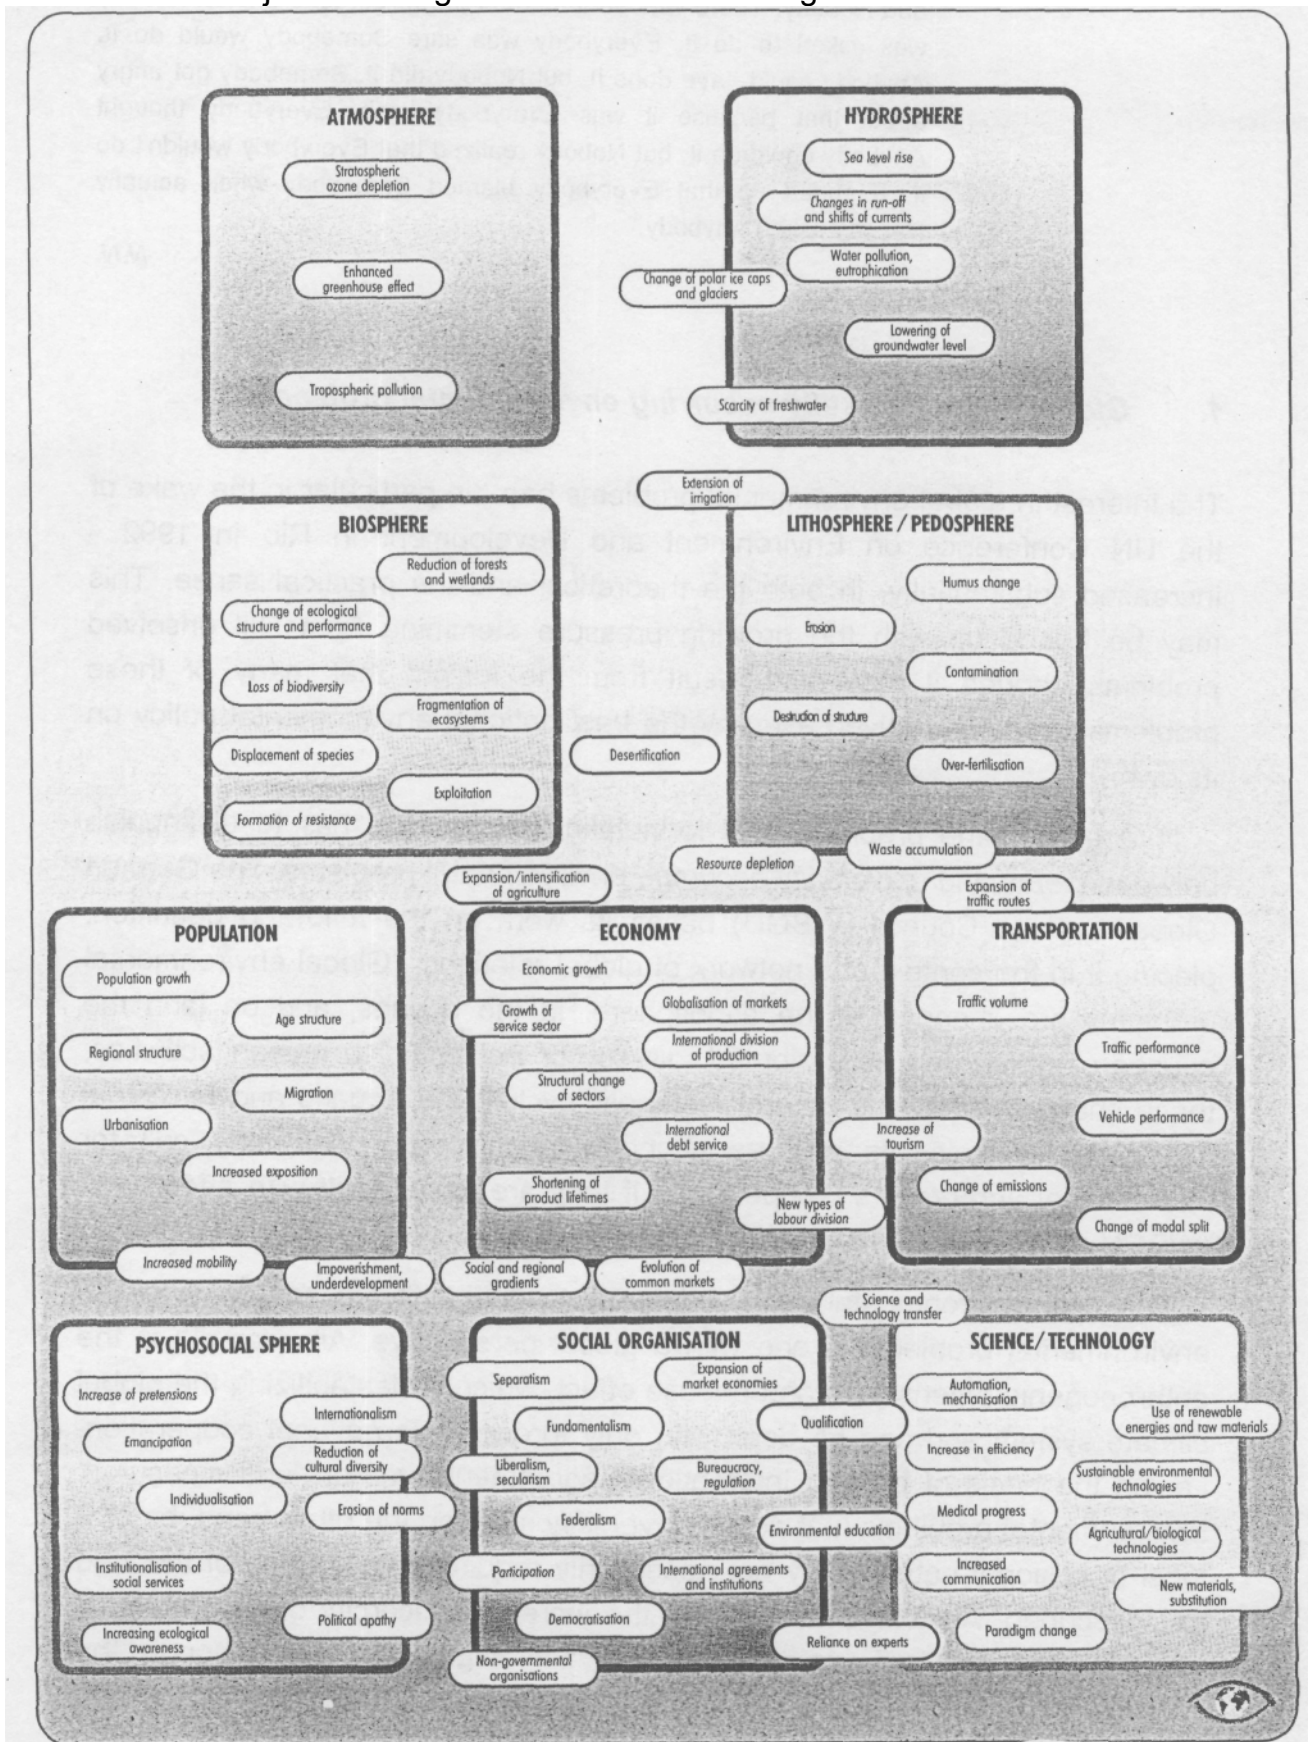 ATMOSPHERE
Stratospheric
ozone depletion
Enhanced
greenhouse effect
Tropospheric pollution
HYDROSPHERE
Sea level rise
Changes in run-off
and shifts of currents
Water pollution,
eutrophication
Change of polar ice caps
and glaciers
Lowering of
groundwater level
Scarcity of freshwater
Extension of
irrigation
BIOSPHERE
Reduction of forests
and wetlands
Change of ecological
structure and performance
Loss of biodiversity
Fragmentation of
ecosystems
Displacement of species
Exploitation
Formation of resistance
Desertification
LITHOSPHERE / PEDOSPHERE
Humus change
Erosion
Contamination
Destruction of structure
Over-fertilisation
Waste accumulation
Resource depletion
Expansion/intensification
of agriculture
Expansion of
traffic routes
POPULATION
Population growth
Age structure
Regional structure
Migration
Urbanisation
Increased exposition
Increased mobility
Impoverishment,
underdevelopment
ECONOMY
Economic growth
Globalisation of markets
Growth of
service sector
International division
of production
Structural change
of sectors
International
debt service
Shortening of
product lifetimes
New types of
labour division
Social and regional
gradients
Evolution of
common markets
TRANSPORTATION
Traffic volume
Traffic performance
Vehicle performance
Increase of
tourism
Change of emissions
Change of modal split
Science and
technology transfer
PSYCHOSOCIAL SPHERE
Increase of pretensions
Internationalism
Emancipation
Reduction of
cultural diversity
Individualisation
Erosion of norms
Institutionalisation of
social services
Political apathy
Increasing ecological
awareness
SOCIAL ORGANISATION
Separatism
Expansion of
market economies
Fundamentalism
Qualification
Liberalism,
secularism
Bureaucracy,
regulation
Federalism
Environmental education
Participation
International agreements
and institutions
Democratisation
Reliance on experts
Non-governmental
organisations
SCIENCE/TECHNOLOGY
Automation,
mechanisation
Use of renewable
energies and raw materials
Increase in efficiency
Sustainable environmental
technologies
Medical progress
Agricultural/biological
technologies
Increased
communication
New materials,
substitution
Paradigm change